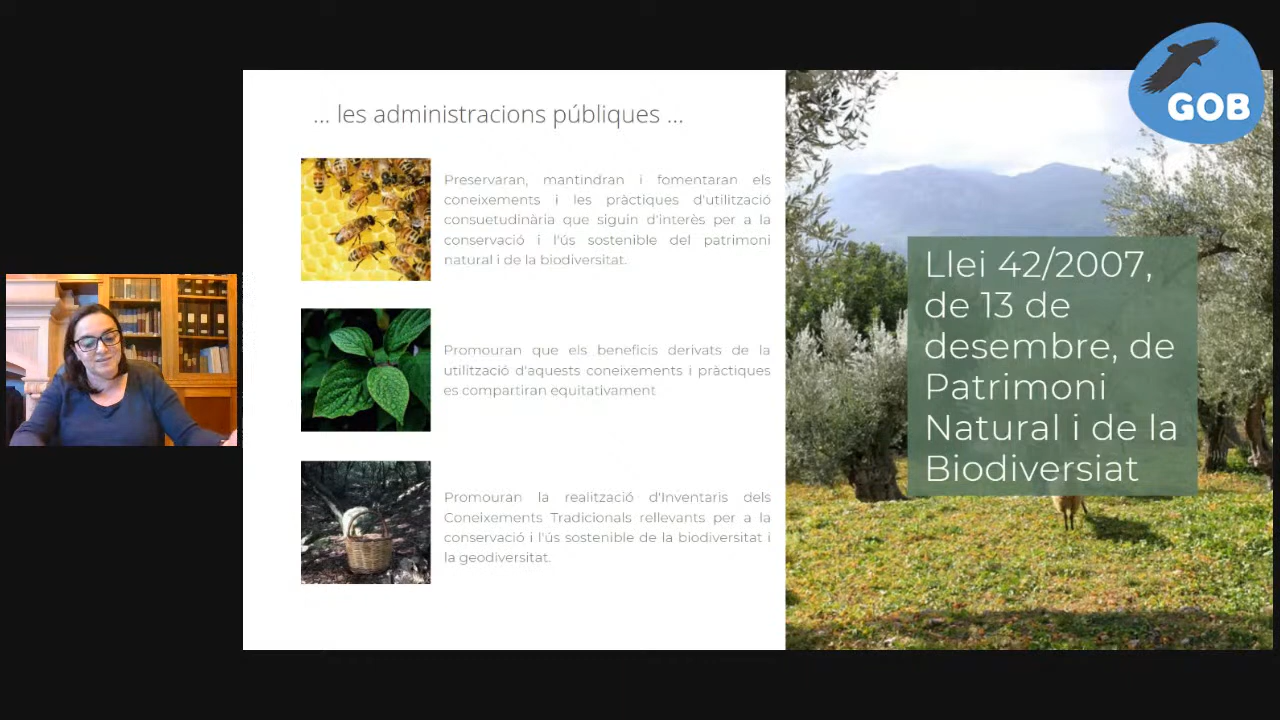 ... les administracions públiques ...
Preservaran, mantindran i fomentaran els
coneixements i les pràctiques d'utilització
consuetudinària que siguin d'interès per a la
conservació i l'ús sostenible del patrimoni
natural i de la biodiversitat.
Promouran que els beneficis derivats de la
utilització d'aquests coneixements i pràctiques
es compartiran equitativament
Promouran la realització d'Inventaris dels
Coneixements Tradicionals rellevants per a la
conservació i l'ús sostenible de la biodiversitat i
la geodiversitat.
GOB
Llei 42/2007,
de 13 de
desembre, de
Patrimoni
Natural i de la
Biodiversiat